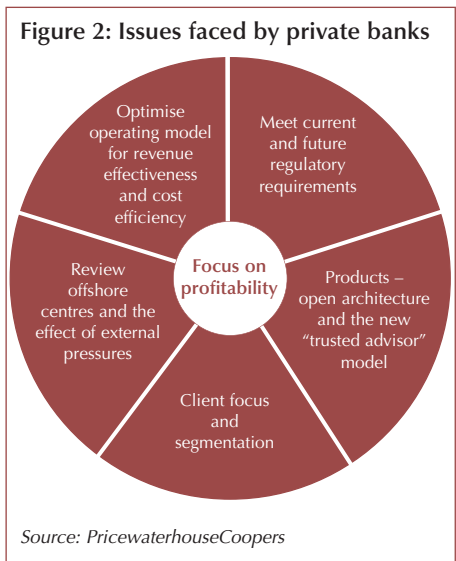 Figure 2: Issues faced by private banks
Optimise
operating model
for revenue
effectiveness
and cost
efficiency
Meet current
and future
regulatory
requirements
Review
offshore
centres and the
effect of external
pressures
Focus on
profitability
Products –
open architecture
and the new
“trusted advisor”
model
Client focus
and
segmentation
Source: PricewaterhouseCoopers